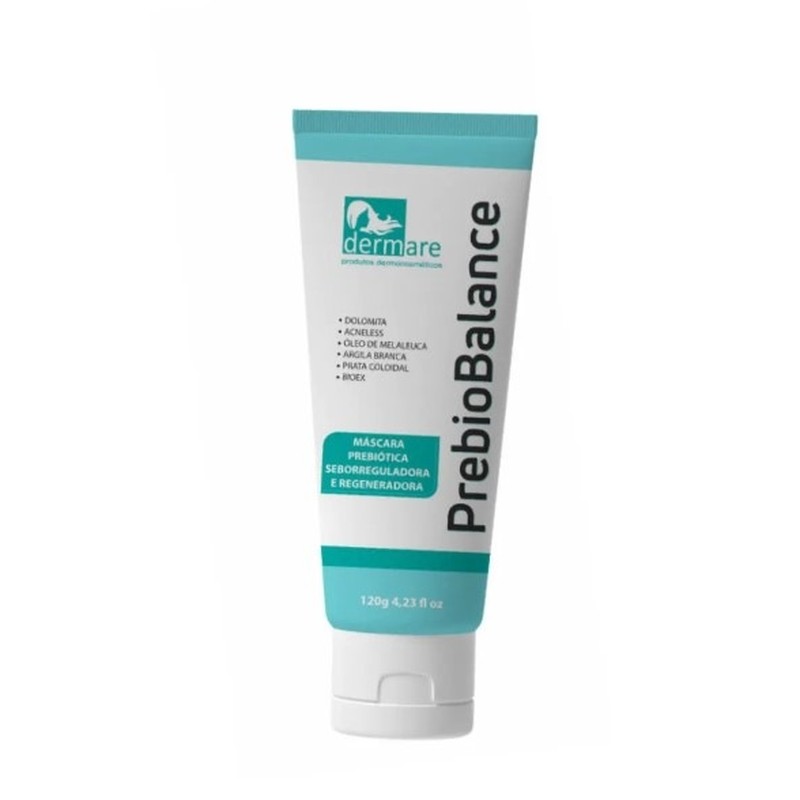 dermare
produtos dermocosméticos
PrebioBalance
• DOLOMITA
• ACNELESS
• ÓLEO DE MELALEUCA
• ARGILA BRANCA
• PRATA COLOIDAL
• BIOEX
MÁSCARA
PREBIÓTICA
SEBORREGULADORA
E REGENERADORA
120g 4,23 fl oz